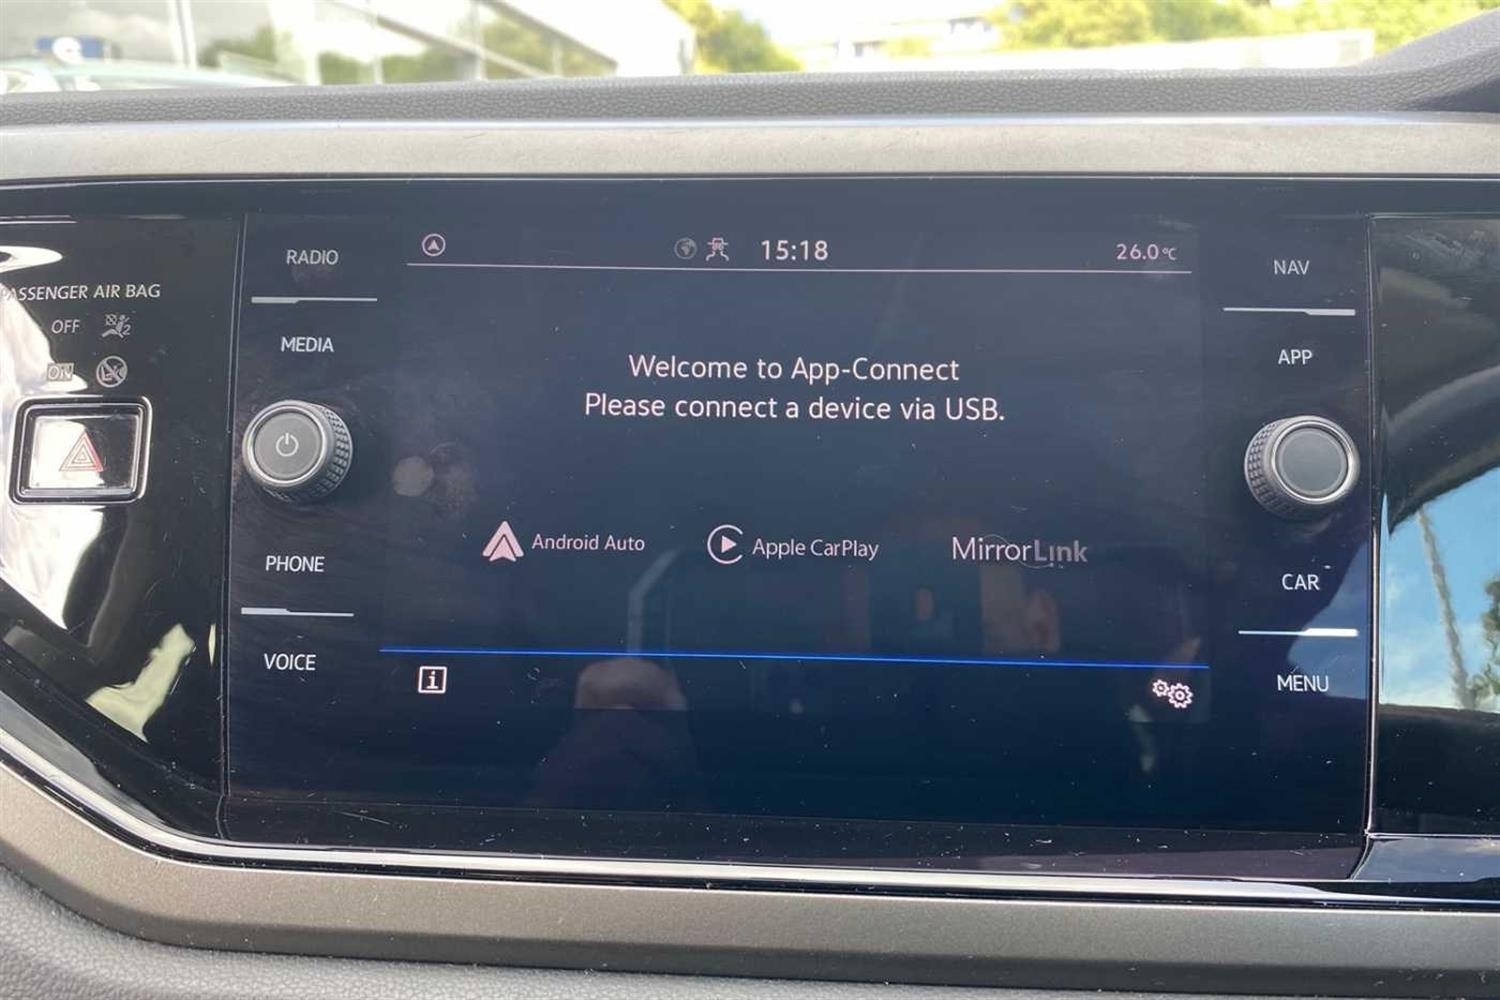 PASSENGER AIR BAG
OFF
2
ON
RADIO
MEDIA
PHONE
VOICE
15:18
26.0°C
Welcome to App-Connect
Please connect a device via USB.
Android Auto
Apple CarPlay
MirrorLink
i
NAV
APP
CAR
MENU